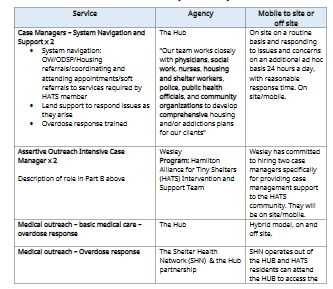 Service
Agency
Mobile to site or
off site
Case Managers – System Navigation and
Support x 2
• System navigation:
OW/ODSP/Housing
referrals/coordinating and
attending appointments/soft
referrals to services required by
HATS member
• Lend support to respond issues as
they arise
• Overdose response trained
The Hub
"Our team works closely
with physicians, social
work, nurses, housing
and shelter workers,
police, public health
officials, and community
organizations to develop
comprehensive housing
and/or addictions plans
for our clients"
On site on a routine
basis and responding
to issues and concerns
on an additional ad hoc
basis 24 hours a day,
with reasonable
response time. On
site/mobile.
Assertive Outreach Intensive Case
Manager x 2
Description of role in Part B above
Wesley
Program: Hamilton
Alliance for Tiny Shelters
(HATS) Intervention and
Support Team
Wesley has committed
to hiring two case
managers specifically
for providing case
management support
to the HATS
community. They will
be on site/mobile.
Medical outreach – basic medical care –
overdose response
The Hub
Hybrid model, on and
off site.
Medical outreach – Overdose response
The Shelter Health
Network (SHN) & the Hub
partnership
SHN operates out of
the HUB and HATS
residents can attend
the HUB to access the